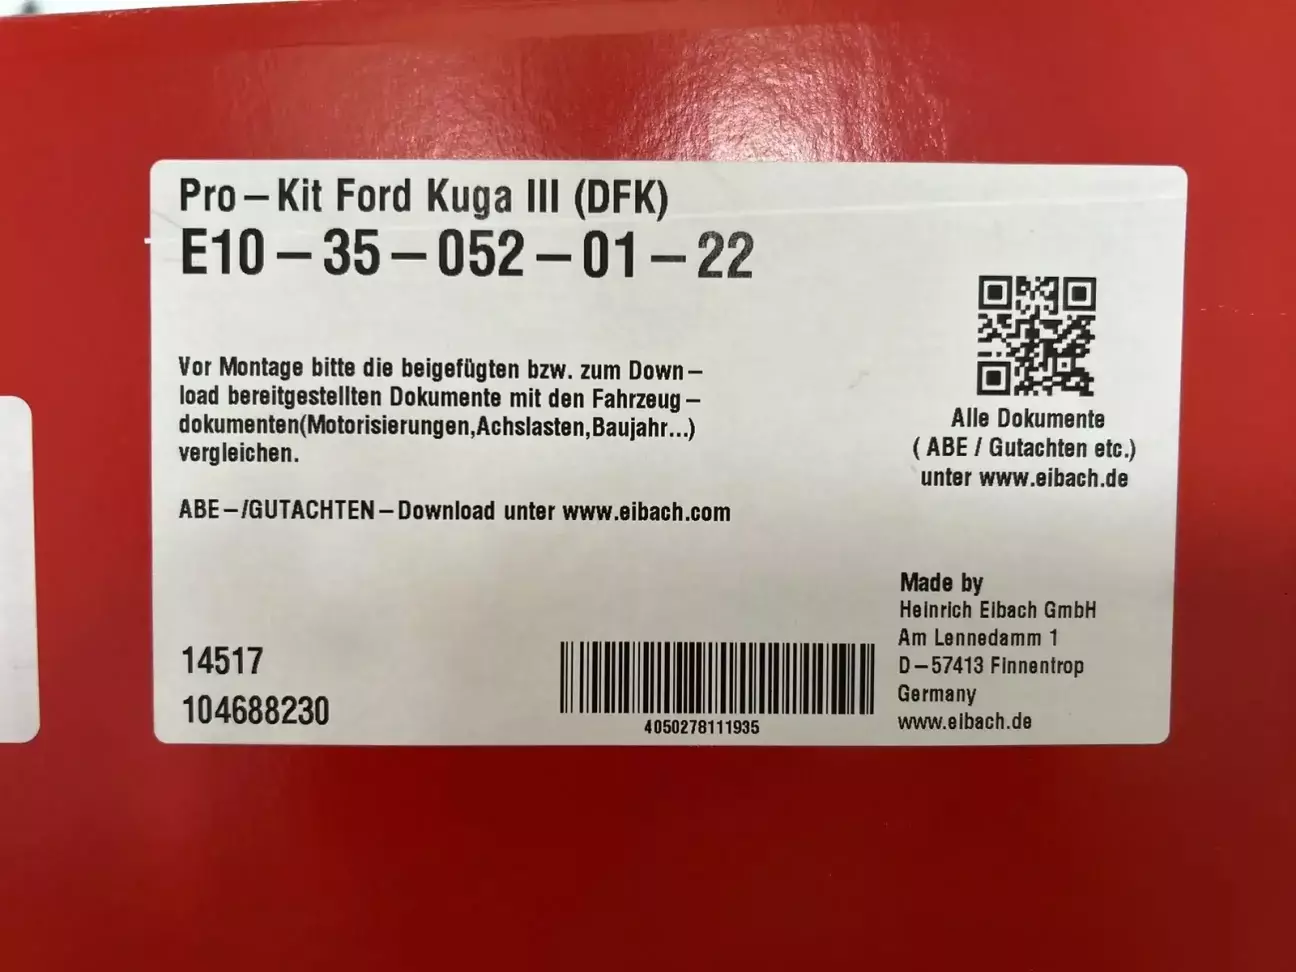 Pro-Kit Ford Kuga III (DFK)
E10-35-052-01-22
Vor Montage bitte die beigefügten bzw. zum Down-
load bereitgestellten Dokumente mit den Fahrzeug-
dokumenten(Motorisierungen,Achslasten,Baujahr...)
vergleichen.
ABE-/GUTACHTEN-Download unter www.eibach.com
Alle Dokumente
( ABE / Gutachten etc.)
unter www.eibach.de
14517
104688230
4050278111935
Made by
Heinrich Eibach GmbH
Am Lennedamm 1
D-57413 Finnentrop
Germany
www.eibach.de